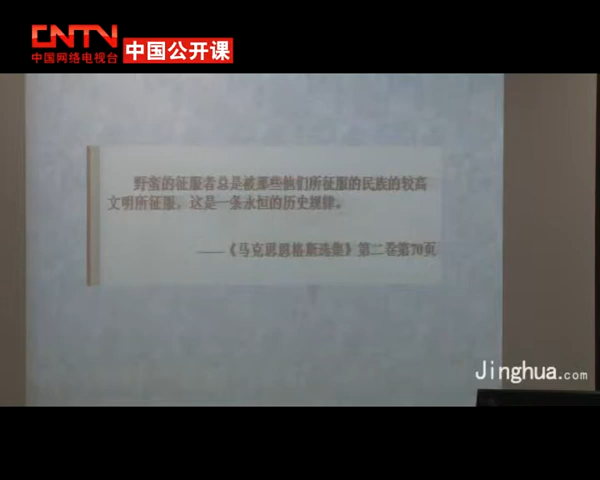 CNTV
中国网络电视台
中国公开课
野蛮的征服者总是被那些他们所征服的民族的较高
文明所征服，这是一条永恒的历史规律。
——《马克思恩格斯选集》第二卷第70页
Jinghua.com